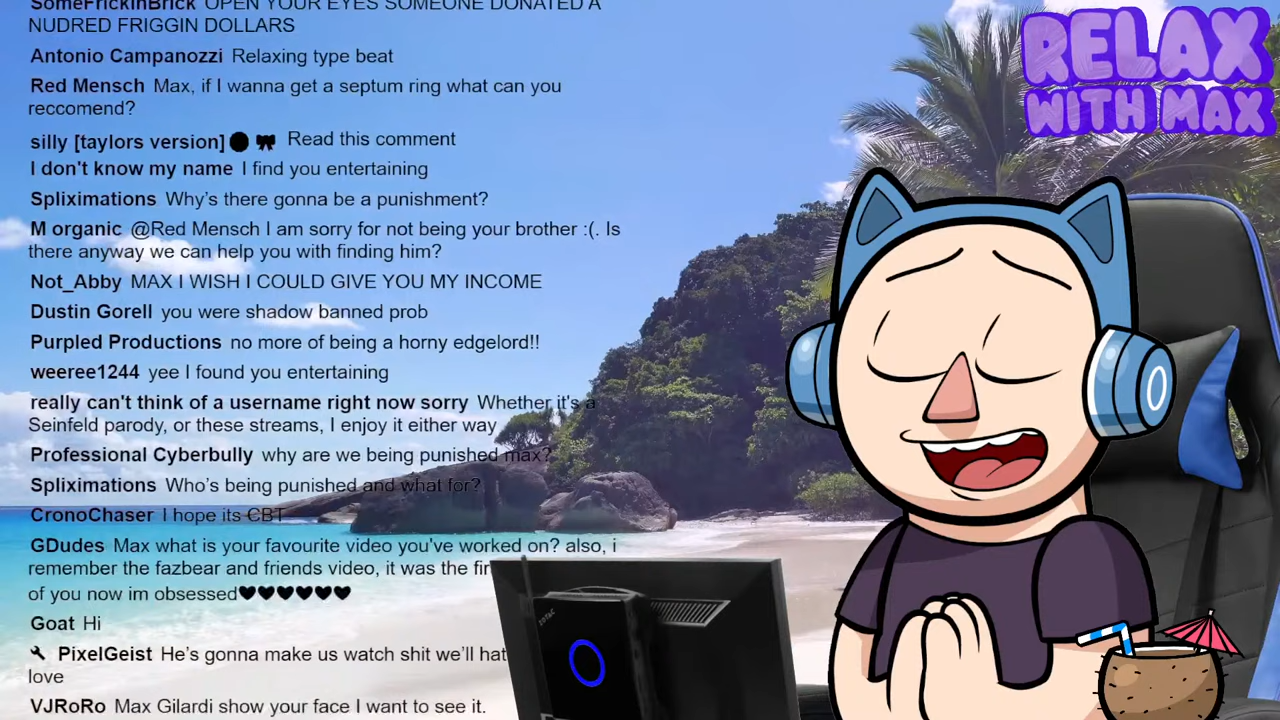 SomeFrickinBrick OPEN YOUR EYES SOMEONE DONATED A
NUDRED FRIGGIN DOLLARS
Antonio Campanozzi Relaxing type beat
Red Mensch Max, if I wanna get a septum ring what can you
reccomend?
silly [taylors version] Read this comment
I don't know my name I find you entertaining
Spliximations Why's there gonna be a punishment?
M organic @Red Mensch I am sorry for not being your brother :(. Is
there anyway we can help you with finding him?
Not_Abby MAX I WISH I COULD GIVE YOU MY INCOME
Dustin Gorell you were shadow banned prob
Purpled Productions no more of being a horny edgelord!!
weeree1244 yee I found you entertaining
really can't think of a username right now sorry Whether it's a
Seinfeld parody, or these streams, I enjoy it either way
Professional Cyberbully why are we being punished max?
Spliximations Who's being punished and what for?
CronoChaser I hope its CBT
GDudes Max what is your favourite video you've worked on? also, i
remember the fazbear and friends video, it was the fir
of you now im obsessed♥♥♥♥♥♥
Goat Hi
PixelGeist He's gonna make us watch shit we'll hat
love
VJRoRo Max Gilardi show your face I want to see it.
RELAX
WITH MAX
ZOTAC